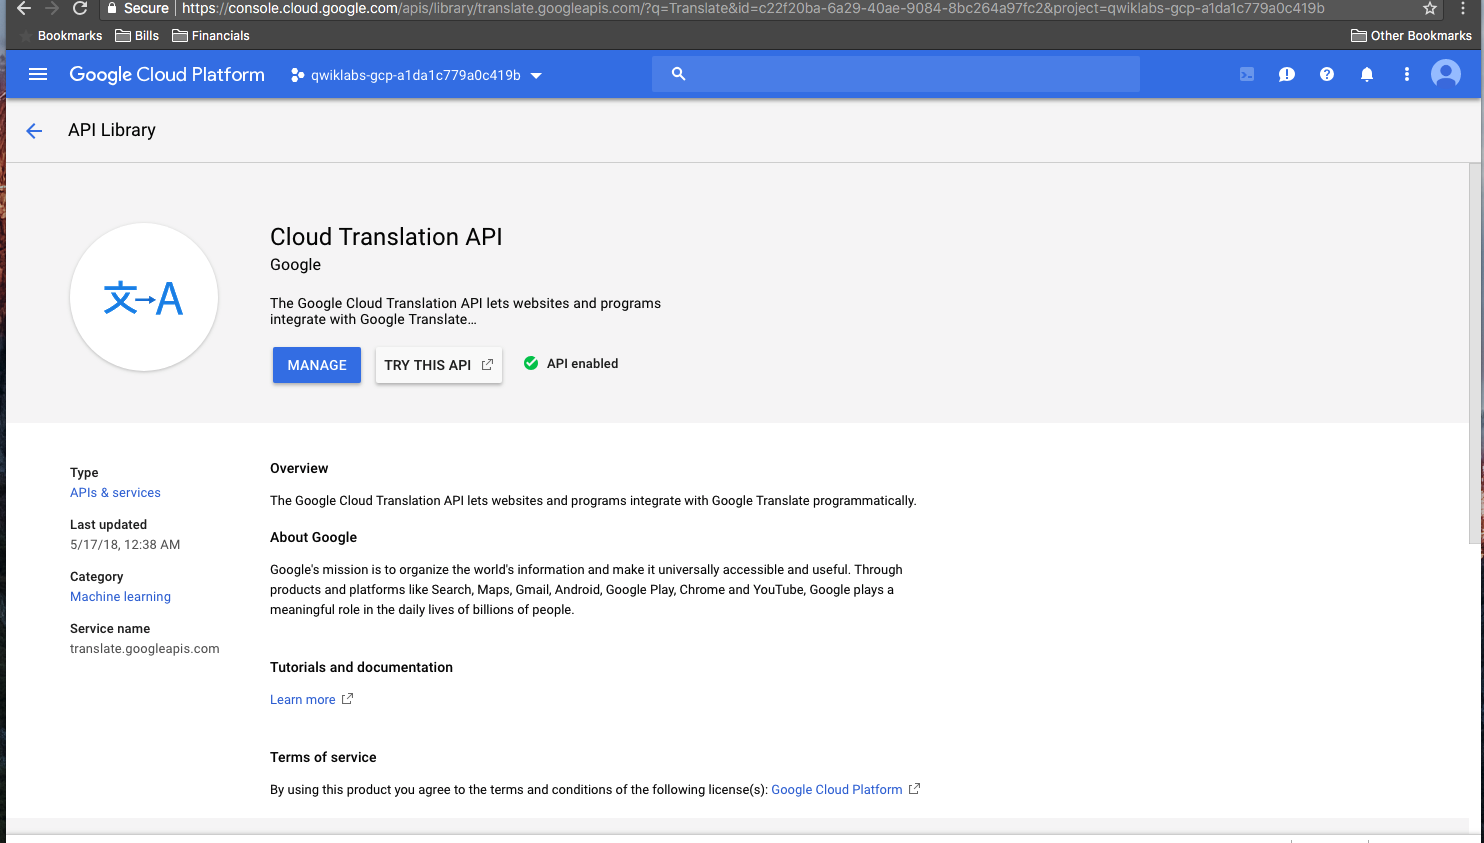 Secure https://console.cloud.google.com/apis/library/translate.googleapis.com/?q=Translate&id=c22f20ba-6a29-40ae-9084-8bc264a97fc2&project=qwiklabs-gcp-a1da1c779a0c419b
Bookmarks Bills Financials Other Bookmarks
Google Cloud Platform qwiklabs-gcp-a1da1c779a0c419b
API Library
文→A
Cloud Translation API
Google
The Google Cloud Translation API lets websites and programs
integrate with Google Translate...
MANAGE TRY THIS API API enabled
Type
APIs & services
Last updated
5/17/18, 12:38 AM
Category
Machine learning
Service name
translate.googleapis.com
Overview
The Google Cloud Translation API lets websites and programs integrate with Google Translate programmatically.
About Google
Google's mission is to organize the world's information and make it universally accessible and useful. Through
products and platforms like Search, Maps, Gmail, Android, Google Play, Chrome and YouTube, Google plays a
meaningful role in the daily lives of billions of people.
Tutorials and documentation
Learn more
Terms of service
By using this product you agree to the terms and conditions of the following license(s): Google Cloud Platform